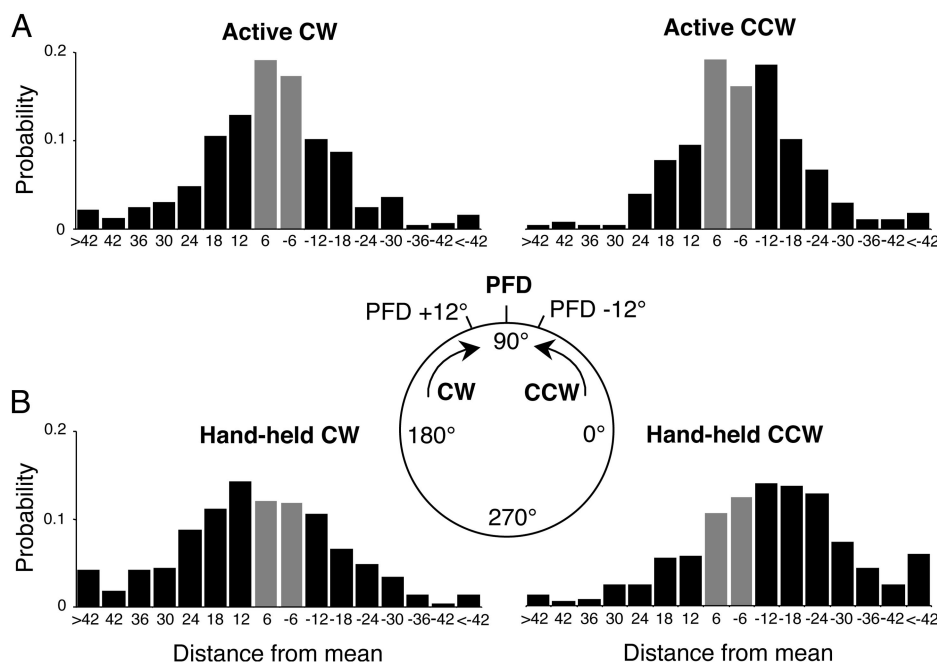 A
Active CW
Active CCW
Probability
0.2
0.1
0
>42 42 36 30 24 18 12 6 -6 -12 -18 -24 -30 -36 -42 <-42
>42 42 36 30 24 18 12 6 -6 -12 -18 -24 -30 -36 -42 <-42
PFD
PFD +12°
PFD -12°
90°
CW
CCW
180°
0°
270°
B
Hand-held CW
Hand-held CCW
Probability
0.2
0.1
0
>42 42 36 30 24 18 12 6 -6 -12 -18 -24 -30 -36 -42 <-42
>42 42 36 30 24 18 12 6 -6 -12 -18 -24 -30 -36 -42 <-42
Distance from mean
Distance from mean